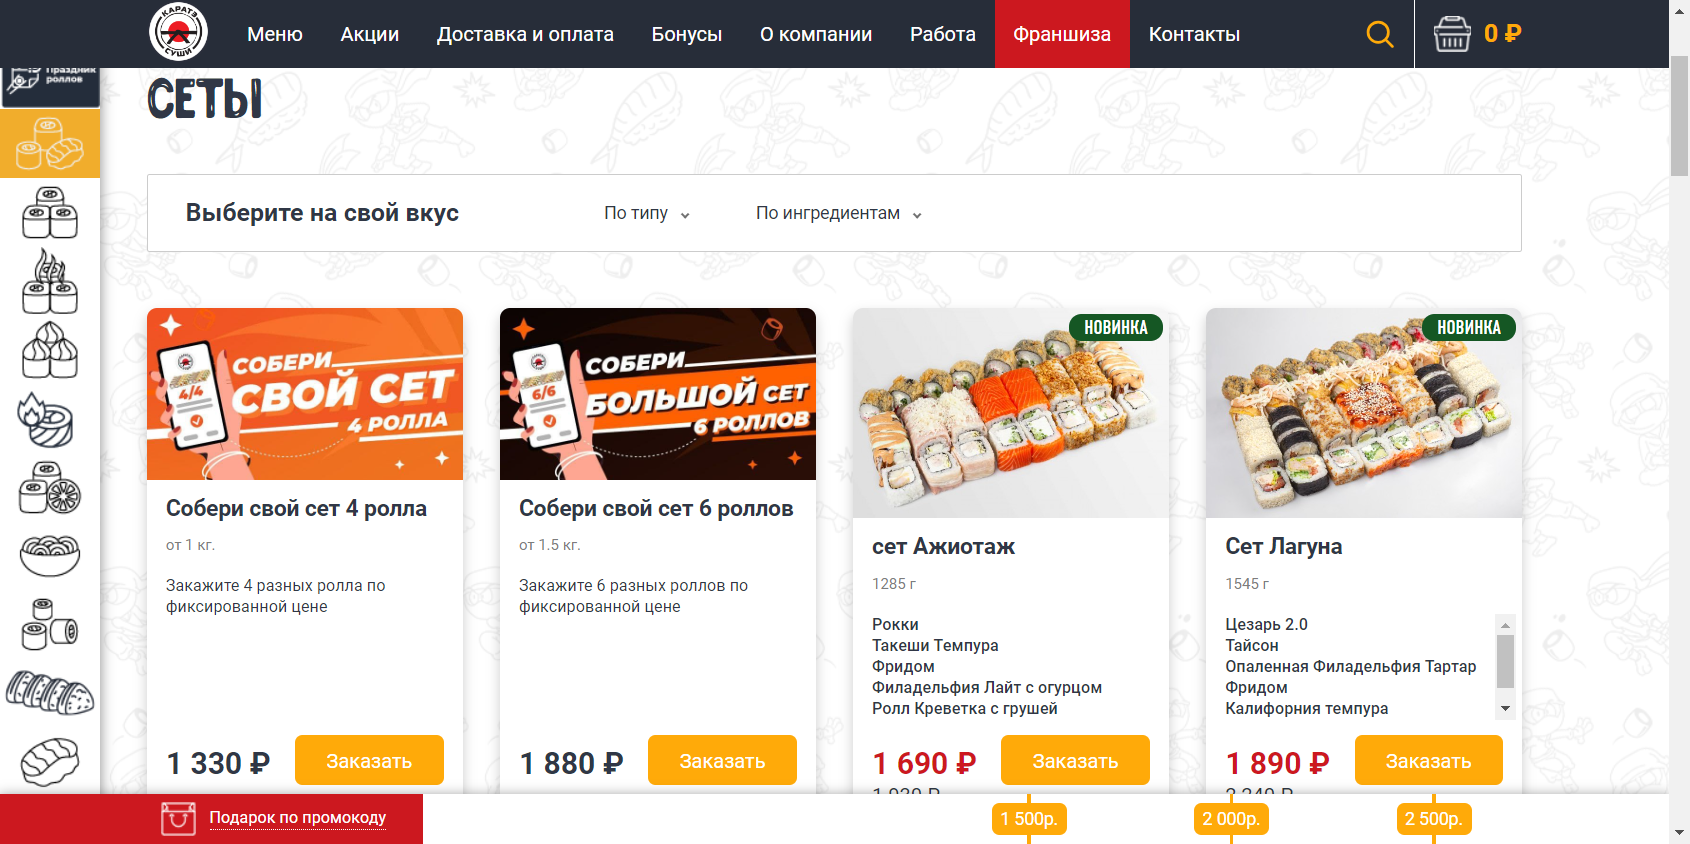 КАРАТЭ
СУШИ
Меню
Акции
Доставка и оплата
Бонусы
О компании
Работа
Франшиза
Контакты
0 ₽
Праздник
роллов
СЕТЫ
Выберите на свой вкус
По типу
По ингредиентам
СОБЕРИ
СВОЙ СЕТ
4 РОЛЛА
4/4
Собери свой сет 4 ролла
от 1 кг.
Закажите 4 разных ролла по
фиксированной цене
1 330 ₽
Заказать
СОБЕРИ
БОЛЬШОЙ СЕТ
6 РОЛЛОВ
6/6
Собери свой сет 6 роллов
от 1.5 кг.
Закажите 6 разных роллов по
фиксированной цене
1 880 ₽
Заказать
НОВИНКА
сет Ажиотаж
1285 г
Рокки
Такеши Темпура
Фридом
Филадельфия Лайт с огурцом
Ролл Креветка с грушей
1 690 ₽
Заказать
НОВИНКА
Сет Лагуна
1545 г
Цезарь 2.0
Тайсон
Опаленная Филадельфия Тартар
Фридом
Калифорния темпура
1 890 ₽
Заказать
Подарок по промокоду
1 500р.
2 000р.
2 500р.